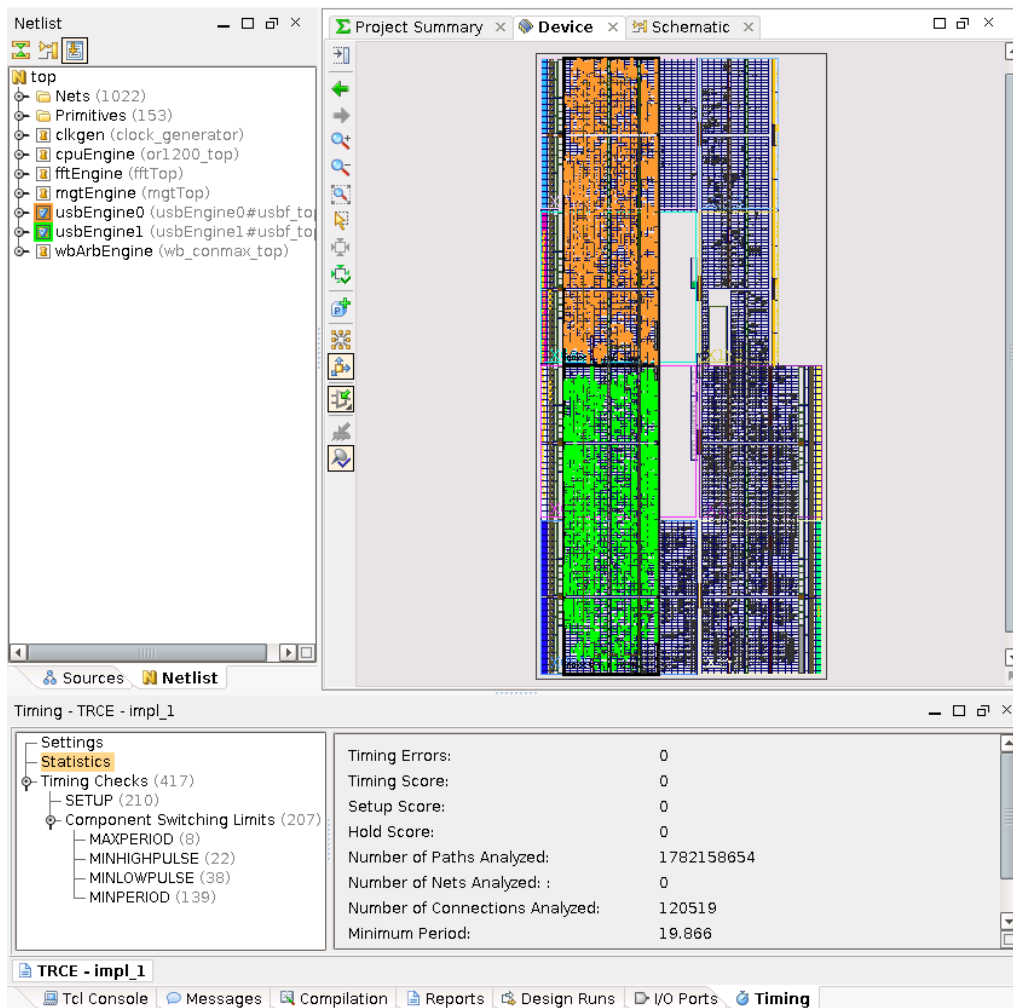 Netlist
top
Nets (1022)
Primitives (153)
clkgen (clock_generator)
cpuEngine (or1200_top)
fftEngine (fftTop)
mgtEngine (mgtTop)
usbEngine0 (usbEngine0#usbf_top
usbEngine1 (usbEngine1#usbf_top
wbArbEngine (wb_conmax_top)
Sources Netlist
Project Summary Device Schematic
Timing - TRCE - impl_1
Settings
Statistics
Timing Checks (417)
SETUP (210)
Component Switching Limits (207)
MAXPERIOD (8)
MINHIGHPULSE (22)
MINLOWPULSE (38)
MINPERIOD (139)
Timing Errors: 0
Timing Score: 0
Setup Score: 0
Hold Score: 0
Number of Paths Analyzed: 1782158654
Number of Nets Analyzed: : 0
Number of Connections Analyzed: 120519
Minimum Period: 19.866
TRCE - impl_1
Tcl Console Messages Compilation Reports Design Runs I/O Ports Timing